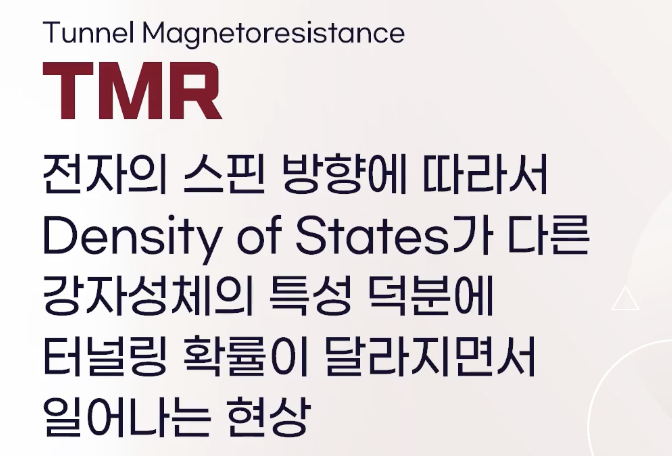 Tunnel Magnetoresistance
TMR
전자의 스핀 방향에 따라서
Density of States가 다른
강자성체의 특성 덕분에
터널링 확률이 달라지면서
일어나는 현상